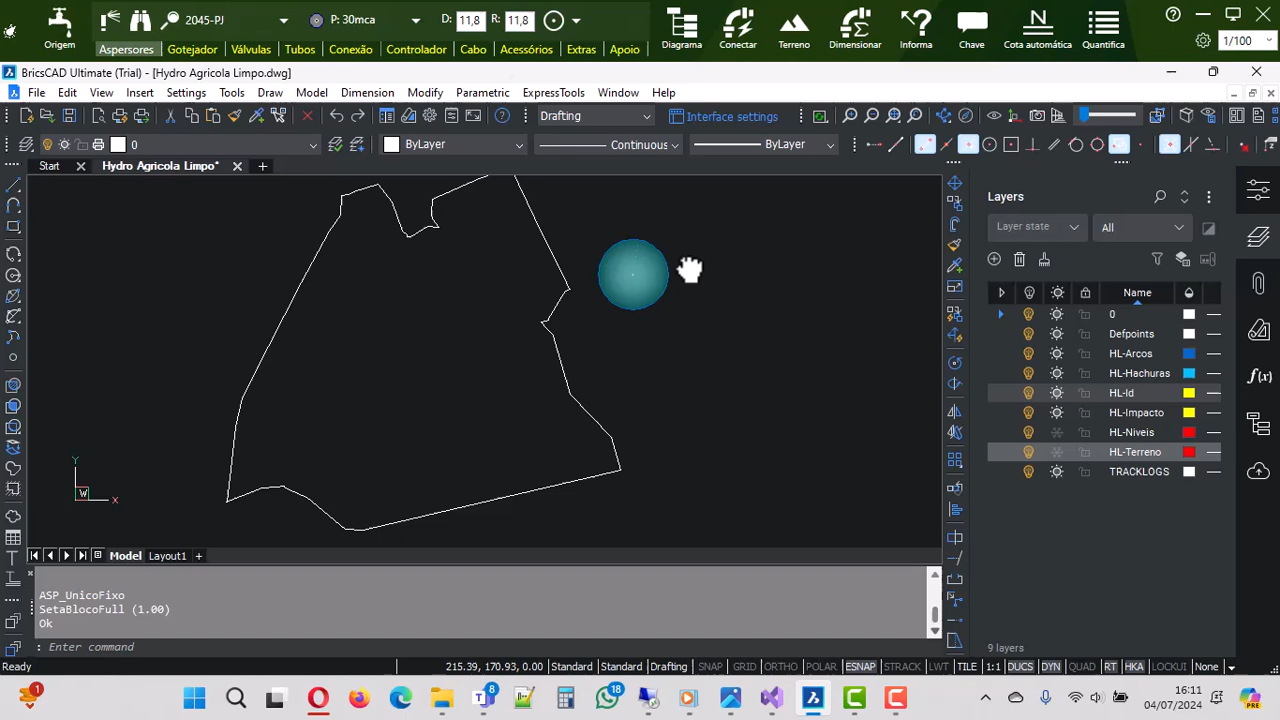 2045-PJ
P: 30mca
D: 11,8 R: 11,8
Origem
Aspersores Gotejador Válvulas Tubos Conexão Controlador Cabo Acessórios Extras Apoio
Diagrama Conectar Terreno Dimensionar Informa Chave Cota automática Quantifica
1/100
BricsCAD Ultimate (Trial) - [Hydro Agricola Limpo.dwg]
File Edit View Insert Settings Tools Draw Model Dimension Modify Parametric ExpressTools Window Help
Drafti
Interface settings
0
ByLayer
Continuous
ByLayer
Start
Hydro Agricola Limpo*
Layers
Layer state
All
Name
0
Defpoints
HL-Arcos
HL-Hachuras
HL-Id
HL-Impacto
HL-Niveis
HL-Terreno
TRACKLOGS
9 layers
Y
W
X
Model Layout1
ASP_UnicoFixo
SetaBlocoFull (1.00)
Ok
: Enter command
Ready
215.39, 170.93, 0.00 Standard Standard Drafting SNAP GRID ORTHO POLAR ESNAP STRACK LWT TILE 1:1 DUCS DYN QUAD RT HKA LOCKUI None
1
8
18
16:11
04/07/2024
PRE